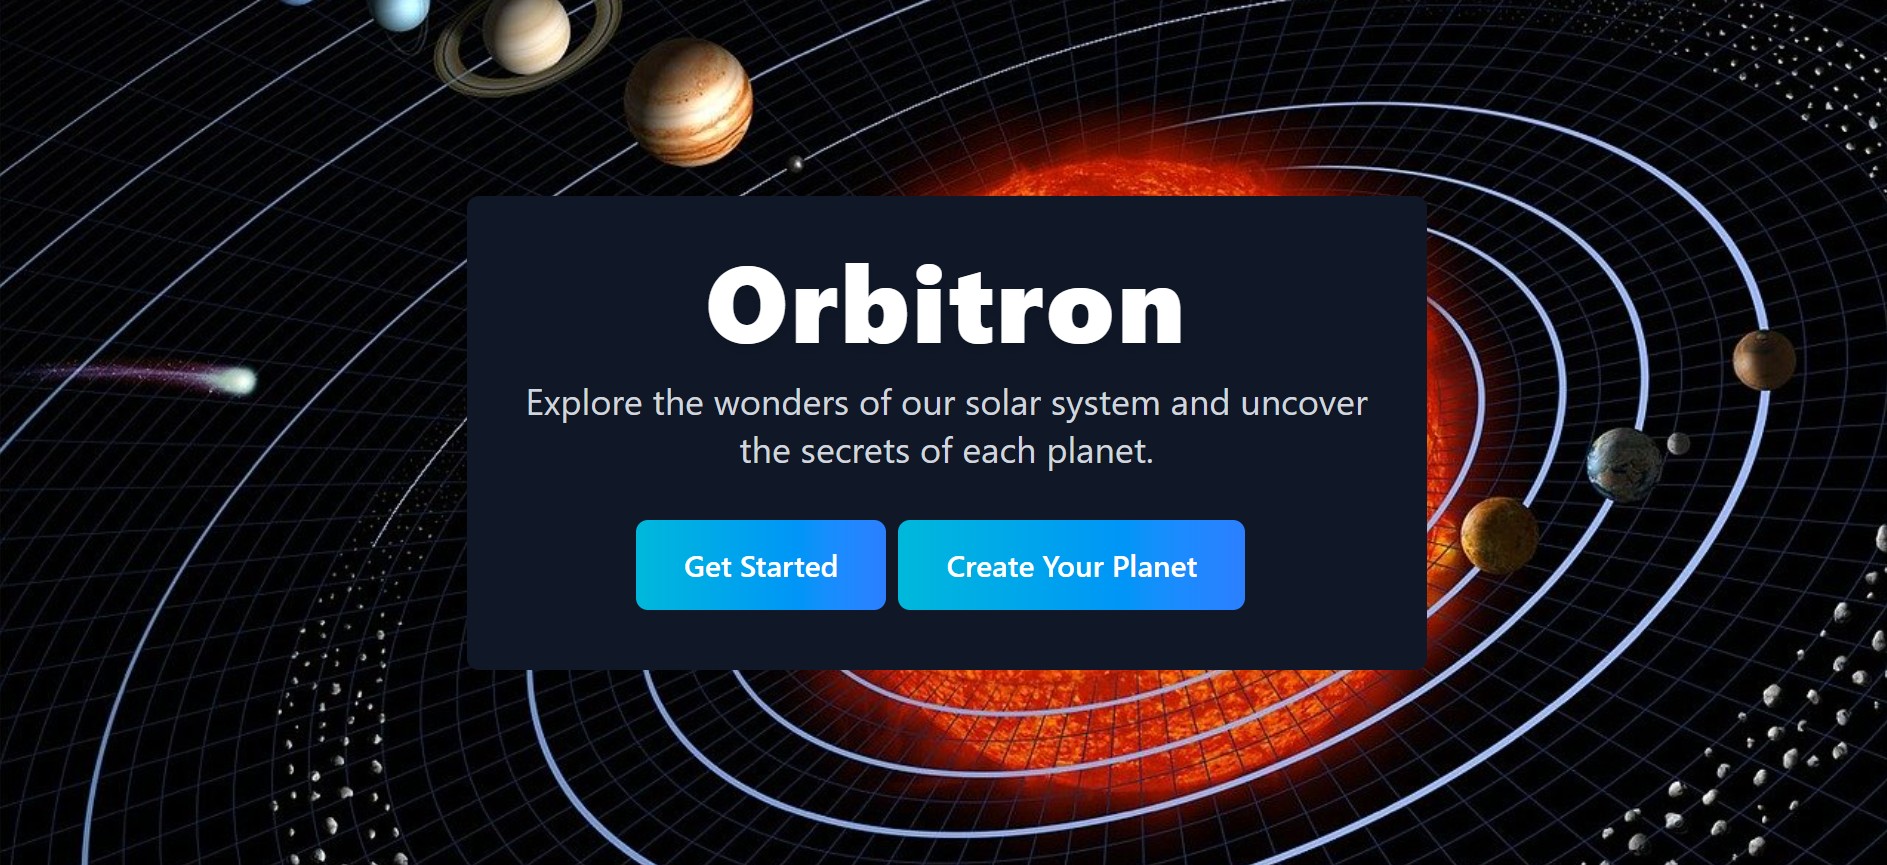 Orbitron
Explore the wonders of our solar system and uncover
the secrets of each planet.
Get Started
Create Your Planet